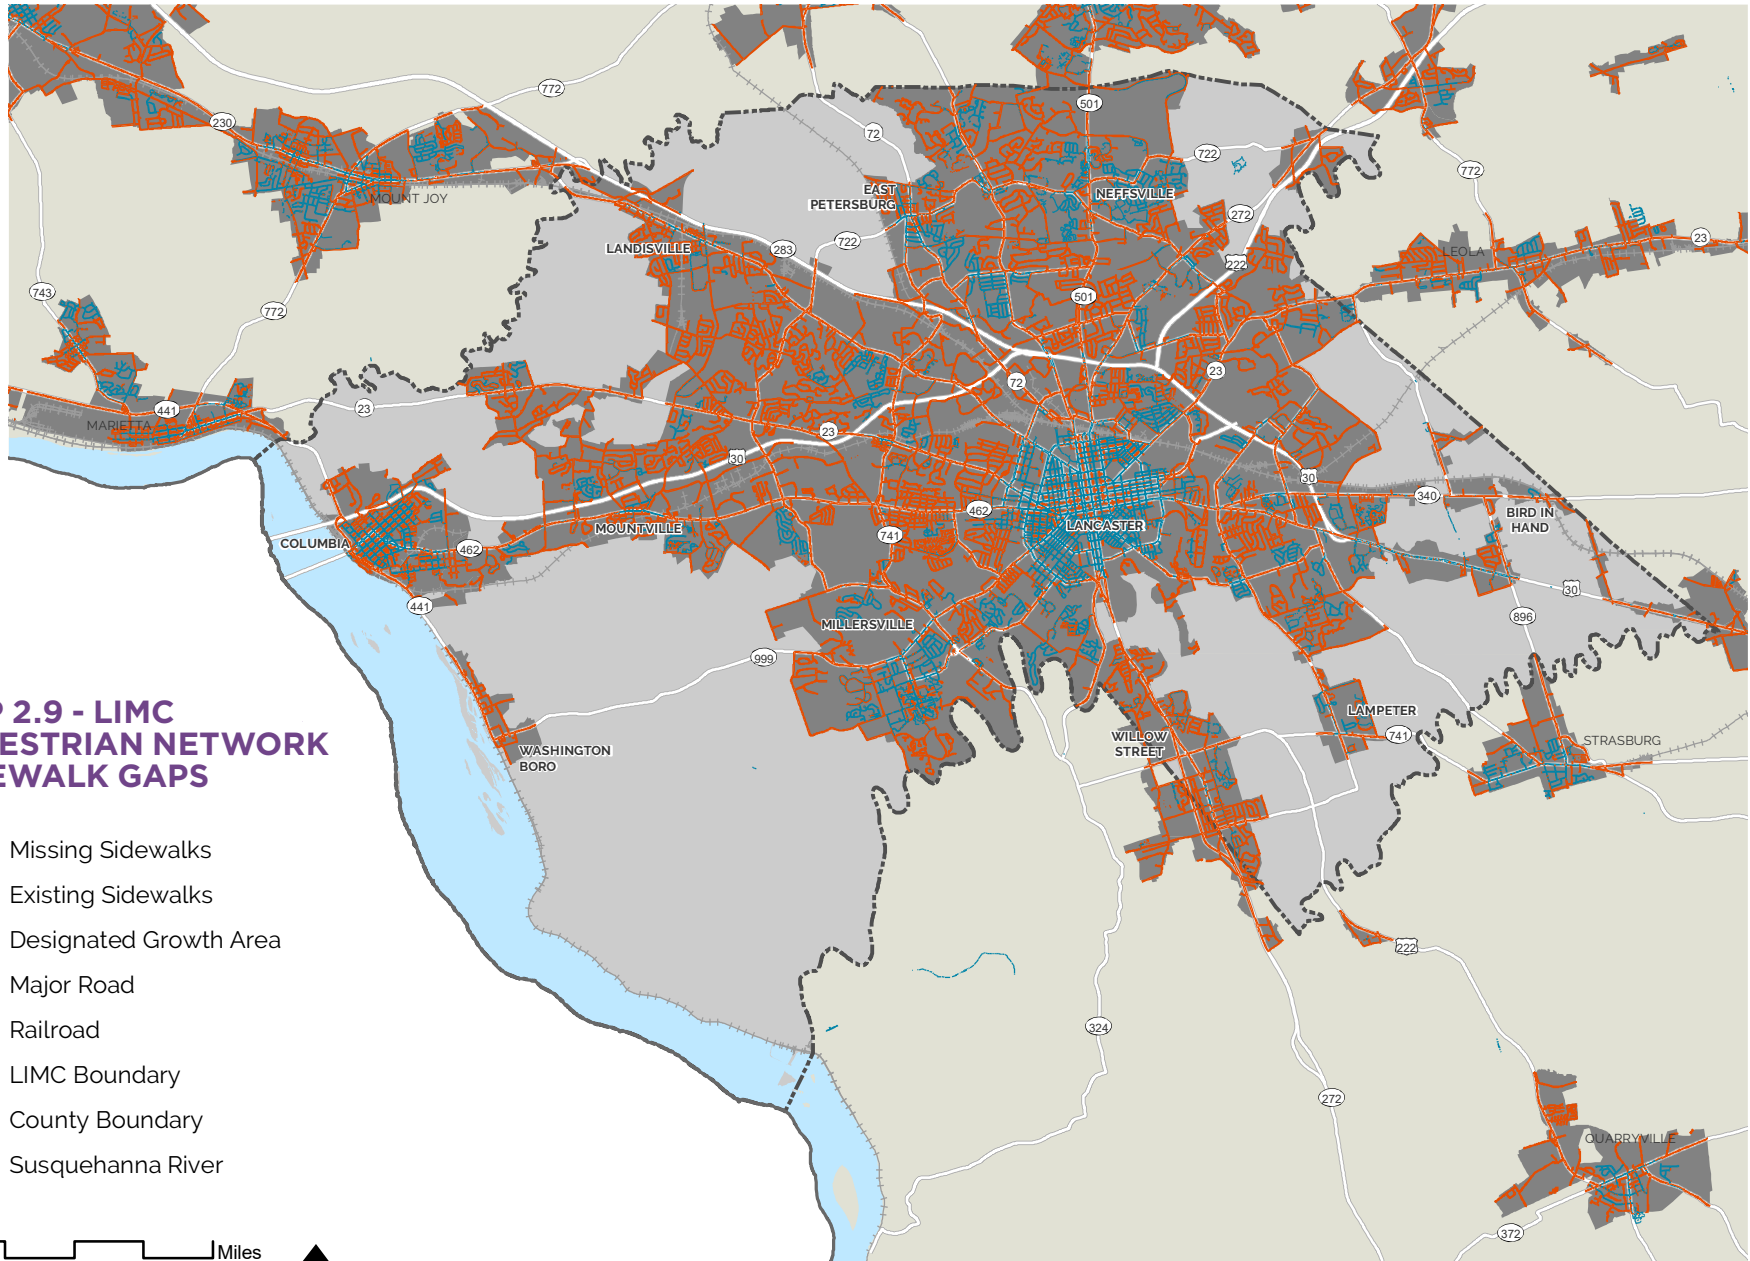 772
230
72
501
722
772
EAST
PETERSBURG
NEFFSVILLE
MOUNT JOY
272
LANDISVILLE
283
722
222
LEOLA
23
743
772
501
23
72
441
23
MARIETTA
23
30
30
340
462
BIRD IN
HAND
LANCASTER
MOUNTVILLE
741
COLUMBIA
462
30
441
896
MILLERSVILLE
999
P 2.9 - LIMC
ESTRIAN NETWORK
EWALK GAPS
LAMPETER
WILLOW
STREET
741
STRASBURG
WASHINGTON
BORO
Missing Sidewalks
Existing Sidewalks
Designated Growth Area
Major Road
Railroad
LIMC Boundary
County Boundary
Susquehanna River
222
324
272
QUARRYVILLE
372
Miles